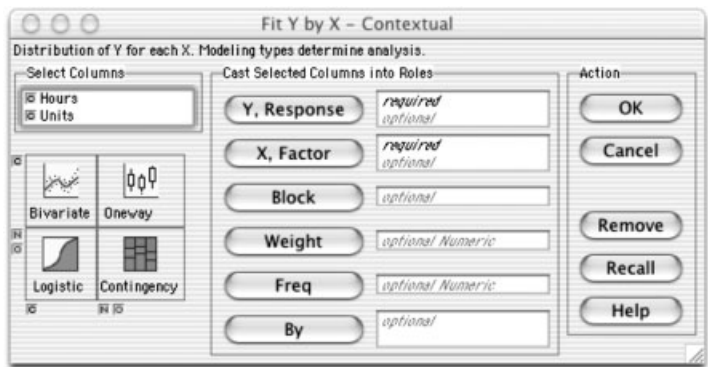 Fit Y by X – Contextual
Distribution of Y for each X. Modeling types determine analysis.
Select Columns
C Hours
C Units
Cast Selected Columns into Roles
Y, Response
required
optional
X, Factor
required
optional
Block
optional
Weight
optional Numeric
Freq
optional Numeric
By
optional
Action
OK
Cancel
Remove
Recall
Help
C
Bivariate
Oneway
N
O
Logistic
Contingency
C
N O